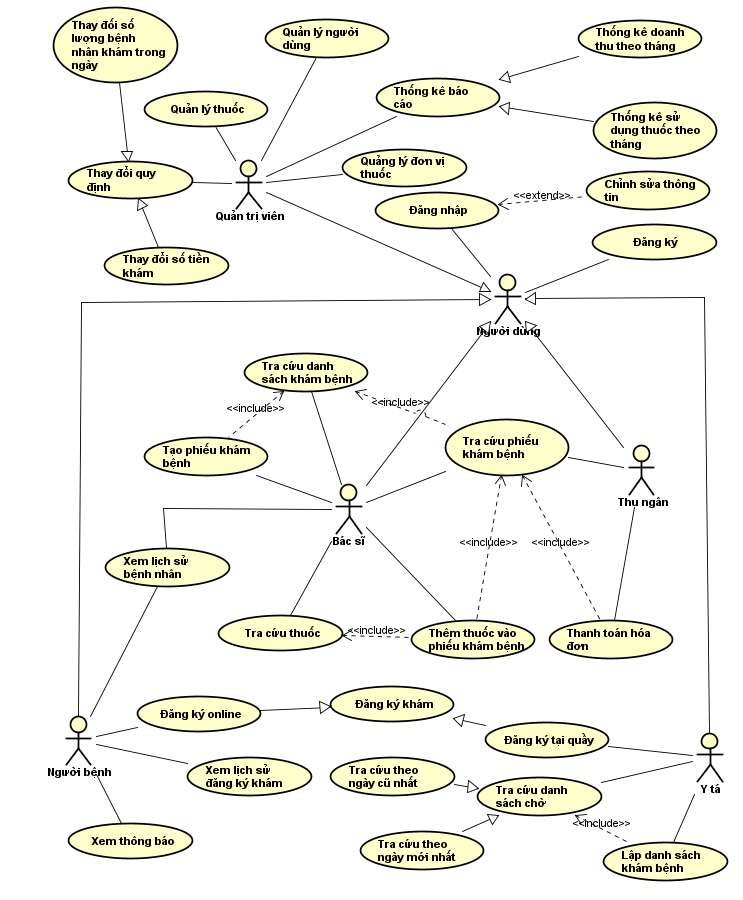 Thay đối số
lượng bệnh
nhân khám trong
ngày
Quản lý người
dùng
Thống kê doanh
thu theo tháng
Quản lý thuốc
Thống kê báo
cáo
Thống kê sử
dụng thuốc theo
tháng
Thay đổi quy
định
Quảng lý đơn vị
thuốc
Quản trị viên
Đăng nhập
<<extend>>
Chỉnh sửa thông
tin
Đăng ký
Thay đổi số tiền
khám
Người dùng
Tra cứu danh
sách khám bệnh
<<include>>
<<include>>
Tạo phiếu khám
bệnh
Tra cứu phiếu
khám bệnh
Thu ngân
Bác sĩ
<<include>>
<<include>>
Xem lịch sử
bệnh nhân
Tra cứu thuốc
<<include>>
Thêm thuốc vào
phiếu khám bệnh
Thanh toán hóa
đơn
Đăng ký online
Đăng ký khám
Đăng ký tại quầy
Người bệnh
Xem lịch sử
đăng ký khám
Tra cứu theo
ngày cũ nhất
Tra cứu danh
sách chờ
Y tá
<<include>>
Xem thông báo
Tra cứu theo
ngày mới nhất
Lập danh sách
khám bệnh